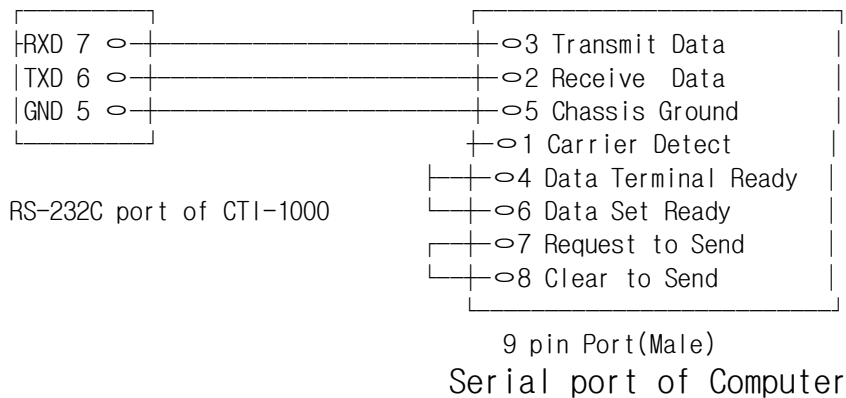 RXD 7 3 Transmit Data
TXD 6 2 Receive Data
GND 5 5 Chassis Ground
1 Carrier Detect
4 Data Terminal Ready
RS-232C port of CTI-1000 6 Data Set Ready
7 Request to Send
8 Clear to Send
9 pin Port(Male)
Serial port of Computer